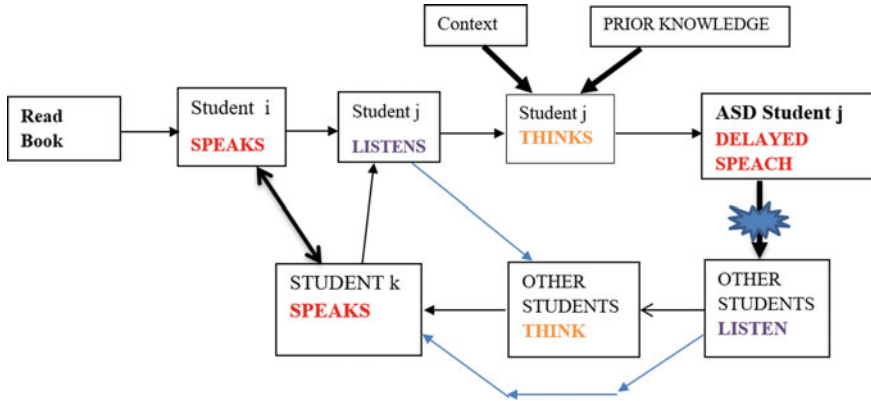 Context
PRIOR KNOWLEDGE
Read
Book
Student i
SPEAKS
Student j
LISTENS
Student j
THINKS
ASD Student j
DELAYED
SPEACH
STUDENT k
SPEAKS
OTHER
STUDENTS
THINK
OTHER
STUDENTS
LISTEN